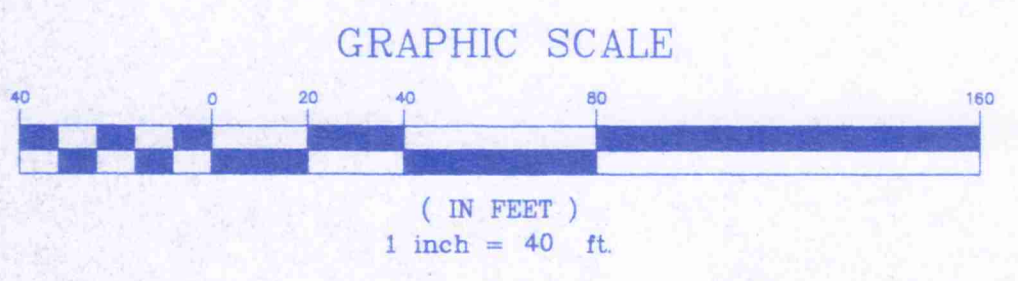 GRAPHIC SCALE
40 0 20 40 80 160
( IN FEET )
1 inch = 40 ft.